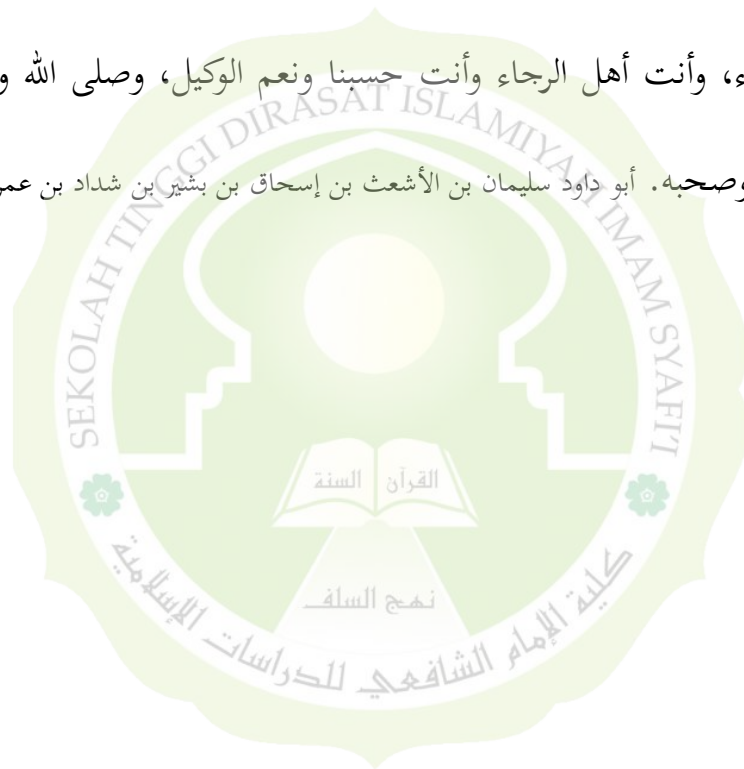 ء، وأنت أهل الرجاء وأنت حسبنا ونعم الوكيل، وصلى الله و
وصحبه. أبو داود سليمان بن الأشعث بن إسحاق بن بشير بن شداد بن عمر
SEKOLAH TINGGI DIRASAT ISLAMIYAH IMAM SYAFI'I
القرآن السنة
نهج السلف
كلية الإمام الشافعي للدراسات الإسلامية